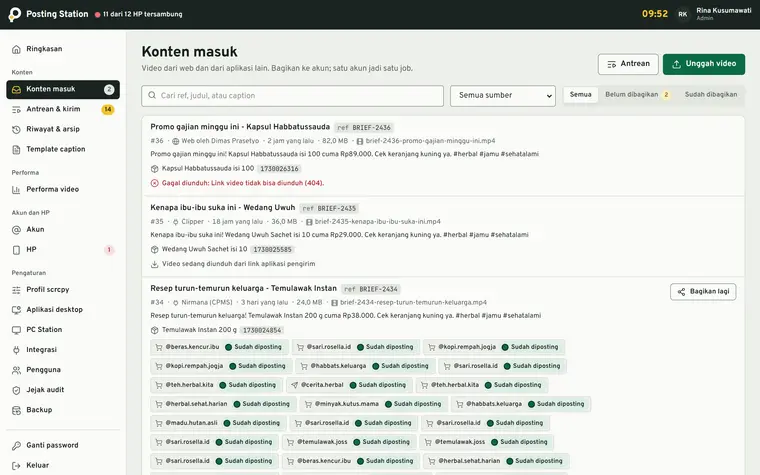 Posting Station
11 dari 12 HP tersambung
09:52
RK
Rina Kusumawati
Admin
Ringkasan
Konten
Konten masuk 2
Antrean & kirim 14
Riwayat & arsip
Template caption
Performa
Performa video
Akun dan HP
Akun
HP 1
Pengaturan
Profil scrcpy
Aplikasi desktop
PC Station
Integrasi
Pengguna
Jejak audit
Backup
Ganti password
Keluar
Konten masuk
Video dari web dan dari aplikasi lain. Bagikan ke akun; satu akun jadi satu job.
Antrean
Unggah video
Cari ref, judul, atau caption
Semua sumber
Semua
Belum dibagikan 2
Sudah dibagikan
Promo gajian minggu ini - Kapsul Habbatussauda ref BRIEF-2436
#36 · Web oleh Dimas Prasetyo · 2 jam yang lalu · 82,0 MB · brief-2436-promo-gajian-minggu-ini.mp4
Promo gajian minggu ini! Kapsul Habbatussauda isi 100 cuma Rp89.000. Cek keranjang kuning ya. #herbal #jamu #sehatalami
Kapsul Habbatussauda isi 100 1730026316
Gagal diunduh: Link video tidak bisa diunduh (404).
Kenapa ibu-ibu suka ini - Wedang Uwuh ref BRIEF-2435
#35 · Clipper · 18 jam yang lalu · 36,0 MB · brief-2435-kenapa-ibu-ibu-suka-ini.mp4
Kenapa ibu-ibu suka ini! Wedang Uwuh Sachet isi 10 cuma Rp29.000. Cek keranjang kuning ya. #herbal #jamu #sehatalami
Wedang Uwuh Sachet isi 10 1730025585
Video sedang diunduh dari link aplikasi pengirim
Resep turun-temurun keluarga - Temulawak Instan ref BRIEF-2434
Bagikan lagi
#34 · Nirmana (CPMS) · 3 hari yang lalu · 24,0 MB · brief-2434-resep-turun-temurun-keluarga.mp4
Resep turun-temurun keluarga! Temulawak Instan 200 g cuma Rp38.000. Cek keranjang kuning ya. #herbal #jamu #sehatalami
Temulawak Instan 200 g 1730024854
@beras.kencur.ibu Sudah diposting @sari.rosella.id Sudah diposting @kopi.rempah.jogja Sudah diposting
@kopi.rempah.jogja Sudah diposting @habbats.keluarga Sudah diposting @sari.rosella.id Sudah diposting
@teh.herbal.kita Sudah diposting @cerita.herbal Sudah diposting @teh.herbal.kita Sudah diposting
@herbal.sehat.harian Sudah diposting @minyak.kutus.mama Sudah diposting @habbats.keluarga Sudah diposting
@madu.hutan.asli Sudah diposting @sari.rosella.id Sudah diposting @sari.rosella.id Sudah diposting
@sari.rosella.id Sudah diposting @temulawak.joss Sudah diposting @temulawak.joss Sudah diposting
@sari.rosella.id Sudah diposting @beras.kencur.ibu Sudah diposting @herbal.sehat.harian Sudah diposting